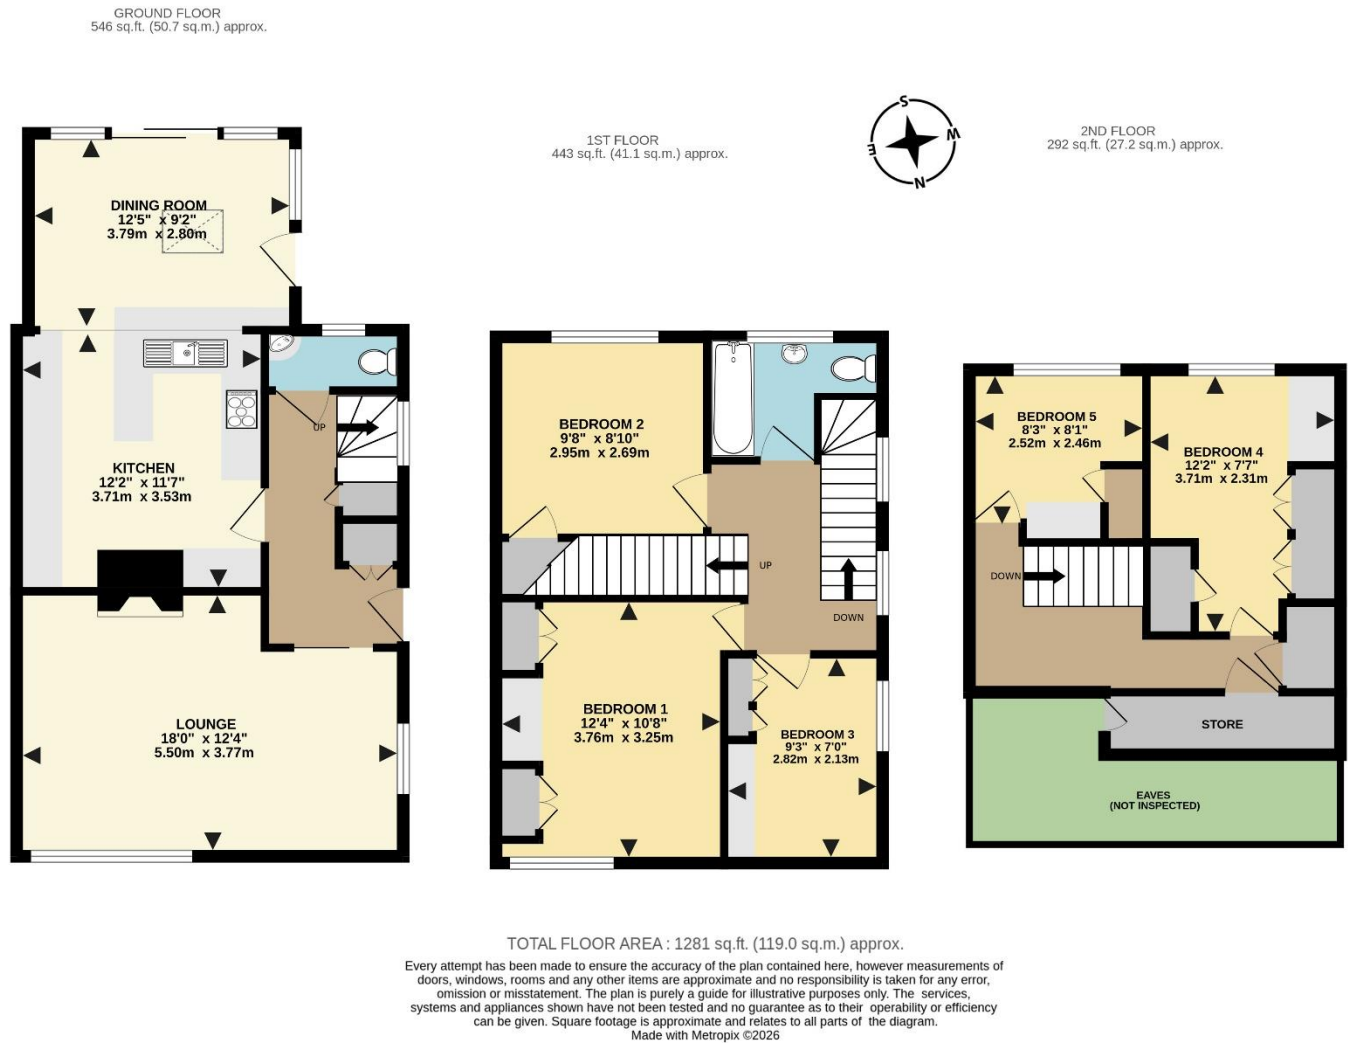 GROUND FLOOR
546 sq.ft. (50.7 sq.m.) approx.
DINING ROOM
12'5" x 9'2"
3.79m x 2.80m
UP
KITCHEN
12'2" x 11'7"
3.71m x 3.53m
LOUNGE
18'0" x 12'4"
5.50m x 3.77m
1ST FLOOR
443 sq.ft. (41.1 sq.m.) approx.
BEDROOM 2
9'8" x 8'10"
2.95m x 2.69m
UP
DOWN
BEDROOM 1
12'4" x 10'8"
3.76m x 3.25m
BEDROOM 3
9'3" x 7'0"
2.82m x 2.13m
S
W
E
N
2ND FLOOR
292 sq.ft. (27.2 sq.m.) approx.
BEDROOM 5
8'3" x 8'1"
2.52m x 2.46m
BEDROOM 4
12'2" x 7'7"
3.71m x 2.31m
DOWN
STORE
EAVES
(NOT INSPECTED)
TOTAL FLOOR AREA : 1281 sq.ft. (119.0 sq.m.) approx.
Every attempt has been made to ensure the accuracy of the plan contained here, however measurements of
doors, windows, rooms and any other items are approximate and no responsibility is taken for any error,
omission or misstatement. The plan is purely a guide for illustrative purposes only. The services,
systems and appliances shown have not been tested and no guarantee as to their operability or efficiency
can be given. Square footage is approximate and relates to all parts of the diagram.
Made with Metropix ©2026